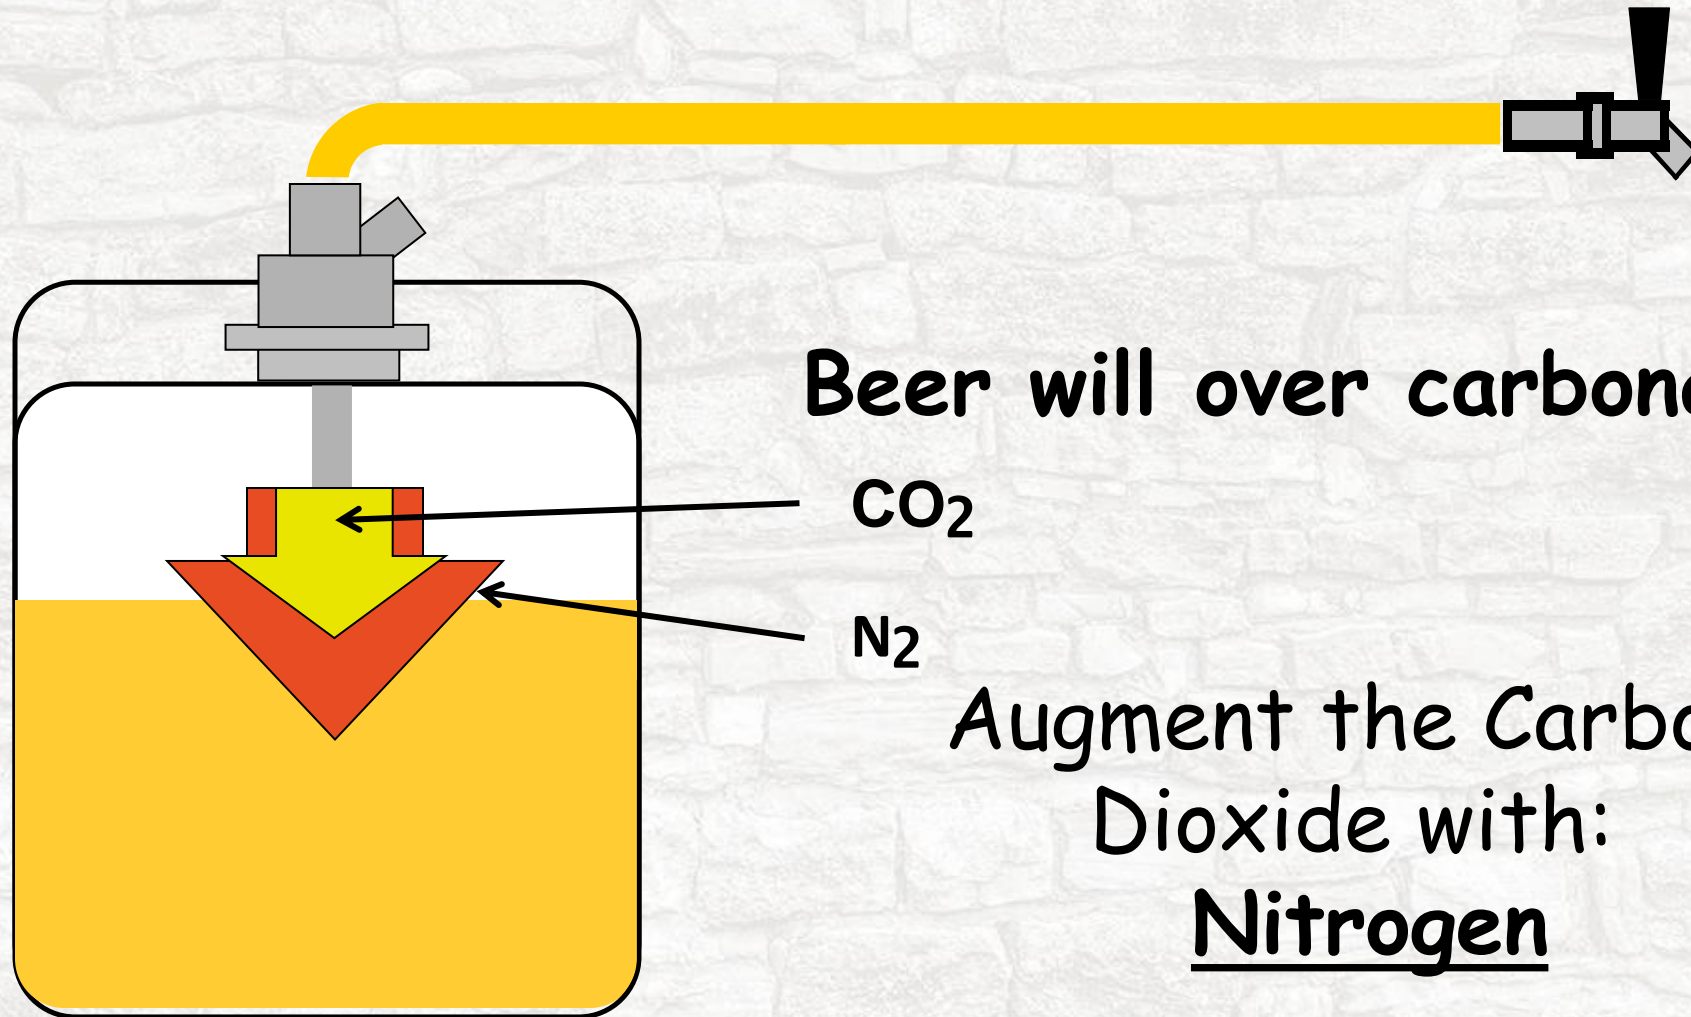 Beer will over carbon
CO₂
N₂
Augment the Carb
Dioxide with:
Nitrogen